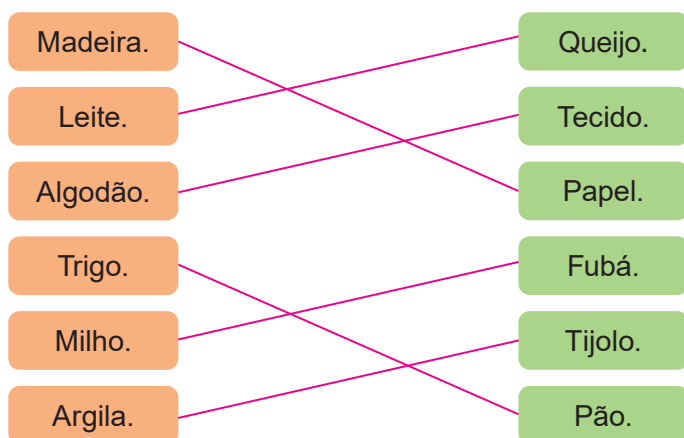 Madeira.
Queijo.
Leite.
Tecido.
Algodão.
Papel.
Trigo.
Fubá.
Milho.
Tijolo.
Argila.
Pão.